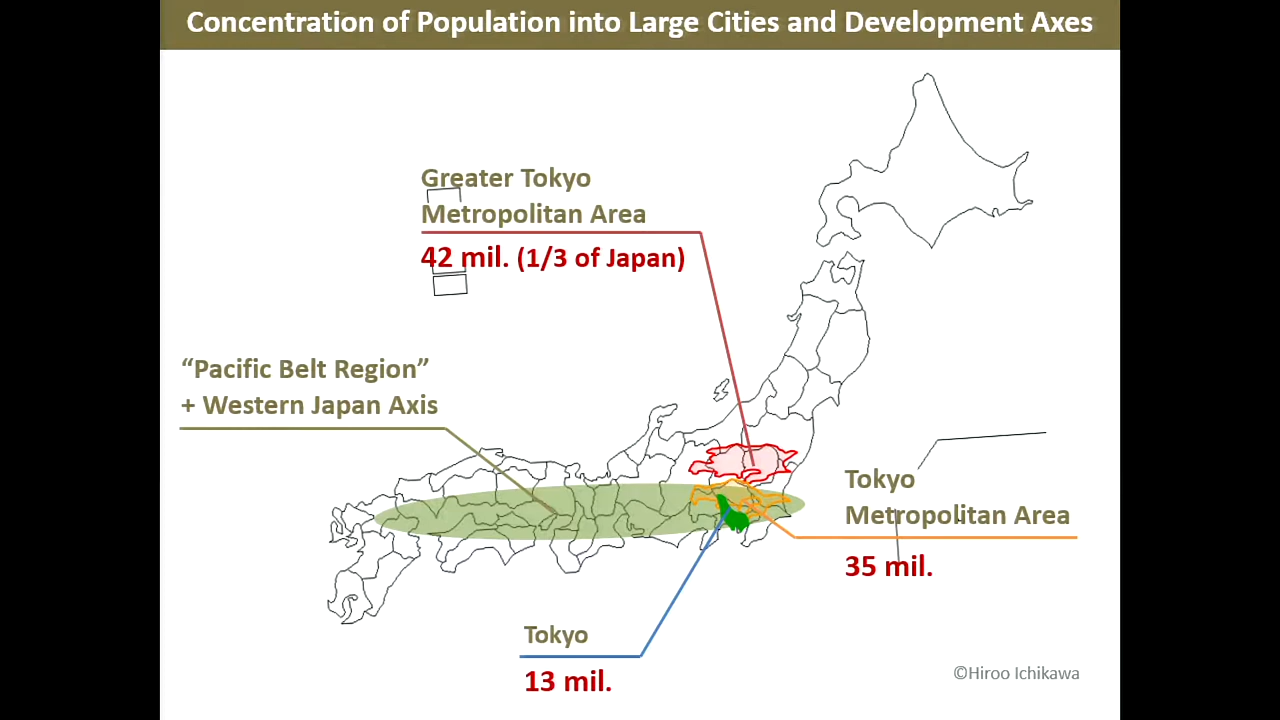 Concentration of Population into Large Cities and Development Axes
Greater Tokyo
Metropolitan Area
42 mil. (1/3 of Japan)
“Pacific Belt Region”
+ Western Japan Axis
Tokyo
Metropolitan Area
35 mil.
Tokyo
13 mil.
©Hiroo Ichikawa